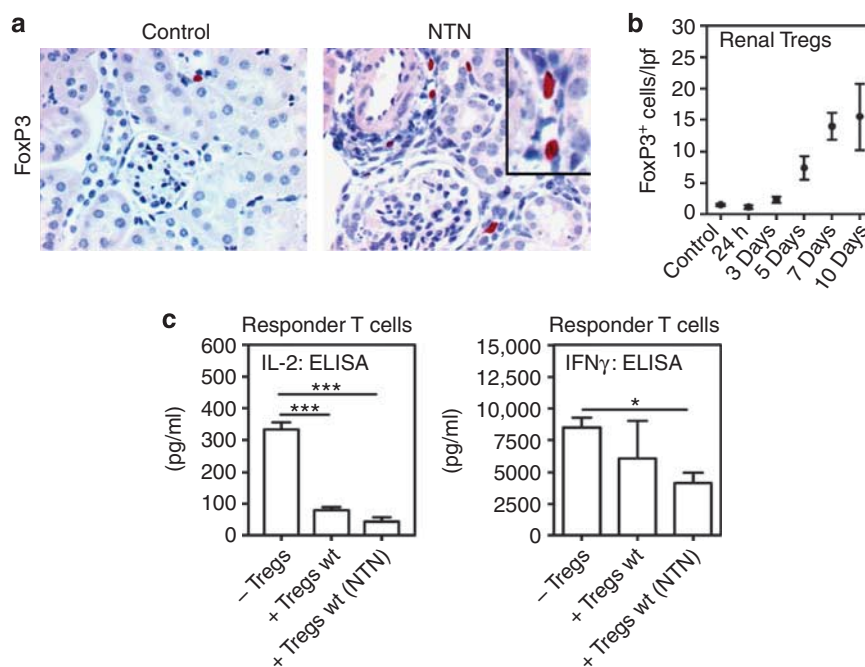 a
Control
NTN
FoxP3
b
FoxP3⁺ cells/lpf
30
25
20
15
10
5
0
Renal Tregs
Control
24 h
3 Days
5 Days
7 Days
10 Days
c
Responder T cells
(pg/ml)
600
500
400
300
200
100
0
IL-2: ELISA
***
***
– Tregs
+ Tregs wt
+ Tregs wt (NTN)
Responder T cells
(pg/ml)
15,000
12,500
10,000
7500
5000
2500
0
IFNγ: ELISA
*
– Tregs
+ Tregs wt
+ Tregs wt (NTN)